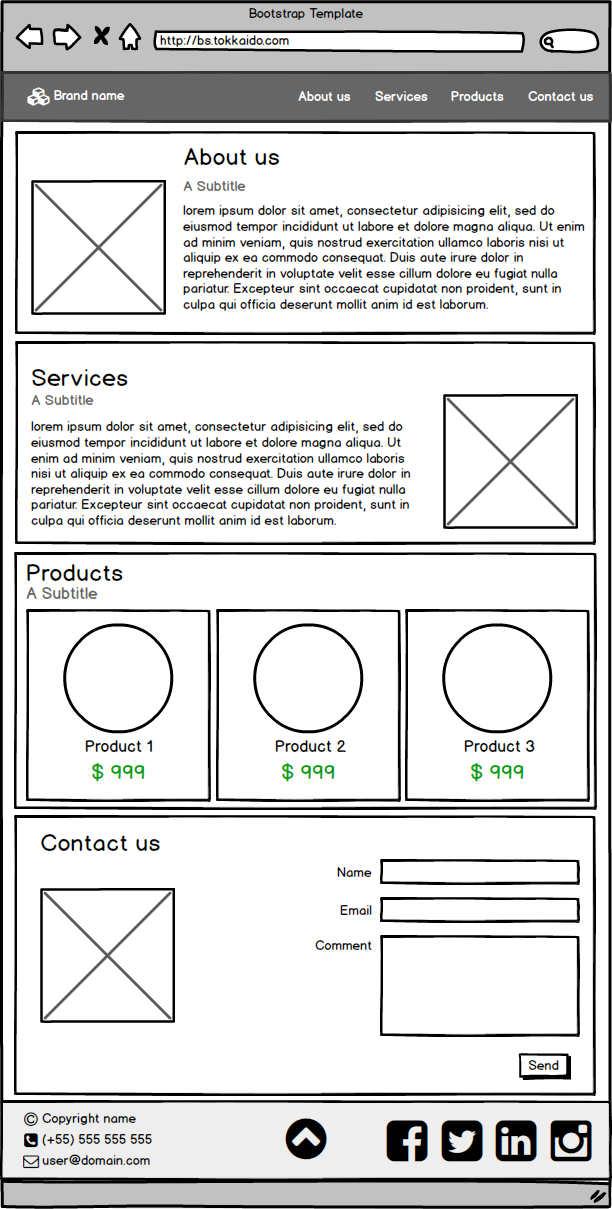 Bootstrap Template
http://bs.tokkaido.com
Brand name About us Services Products Contact us
About us
A Subtitle
lorem ipsum dolor sit amet, consectetur adipisicing elit, sed do
eiusmod tempor incididunt ut labore et dolore magna aliqua. Ut enim
ad minim veniam, quis nostrud exercitation ullamco laboris nisi ut
aliquip ex ea commodo consequat. Duis aute irure dolor in
reprehenderit in voluptate velit esse cillum dolore eu fugiat nulla
pariatur. Excepteur sint occaecat cupidatat non proident, sunt in
culpa qui officia deserunt mollit anim id est laborum.
Services
A Subtitle
lorem ipsum dolor sit amet, consectetur adipisicing elit, sed do
eiusmod tempor incididunt ut labore et dolore magna aliqua. Ut
enim ad minim veniam, quis nostrud exercitation ullamco laboris
nisi ut aliquip ex ea commodo consequat. Duis aute irure dolor in
reprehenderit in voluptate velit esse cillum dolore eu fugiat nulla
pariatur. Excepteur sint occaecat cupidatat non proident, sunt in
culpa qui officia deserunt mollit anim id est laborum.
Products
A Subtitle
Product 1
$ 999
Product 2
$ 999
Product 3
$ 999
Contact us
Name
Email
Comment
Send
© Copyright name
(+55) 555 555 555
user@domain.com